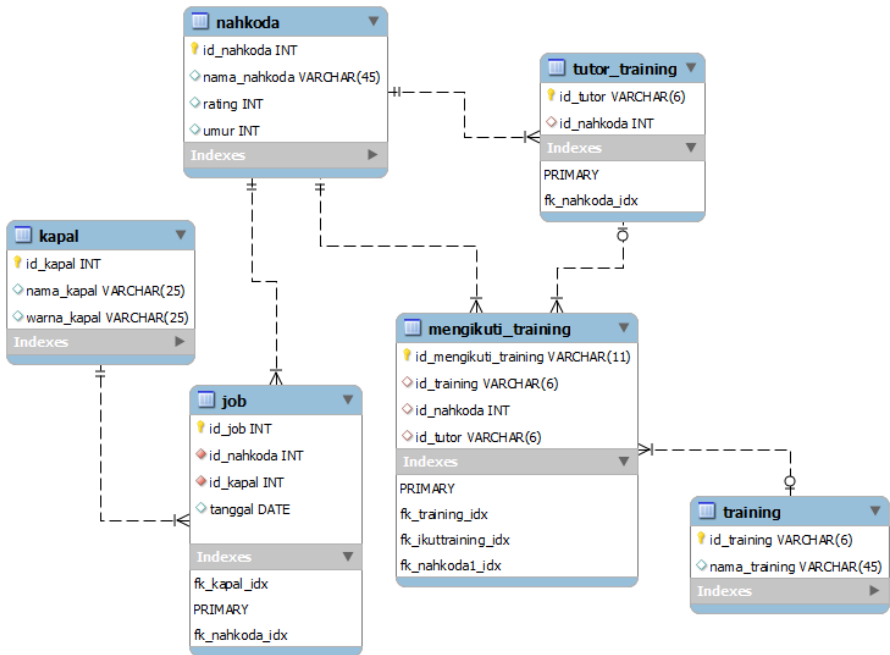 nahkoda
id_nahkoda INT
nama_nahkoda VARCHAR(45)
rating INT
umur INT
Indexes
tutor_training
id_tutor VARCHAR(6)
id_nahkoda INT
Indexes
PRIMARY
fk_nahkoda_idx
kapal
id_kapal INT
nama_kapal VARCHAR(25)
warna_kapal VARCHAR(25)
Indexes
mengikuti_training
id_mengikuti_training VARCHAR(11)
id_training VARCHAR(6)
id_nahkoda INT
id_tutor VARCHAR(6)
Indexes
PRIMARY
fk_training_idx
fk_ikuttraining_idx
fk_nahkoda1_idx
job
id_job INT
id_nahkoda INT
id_kapal INT
tanggal DATE
Indexes
fk_kapal_idx
PRIMARY
fk_nahkoda_idx
training
id_training VARCHAR(6)
nama_training VARCHAR(45)
Indexes